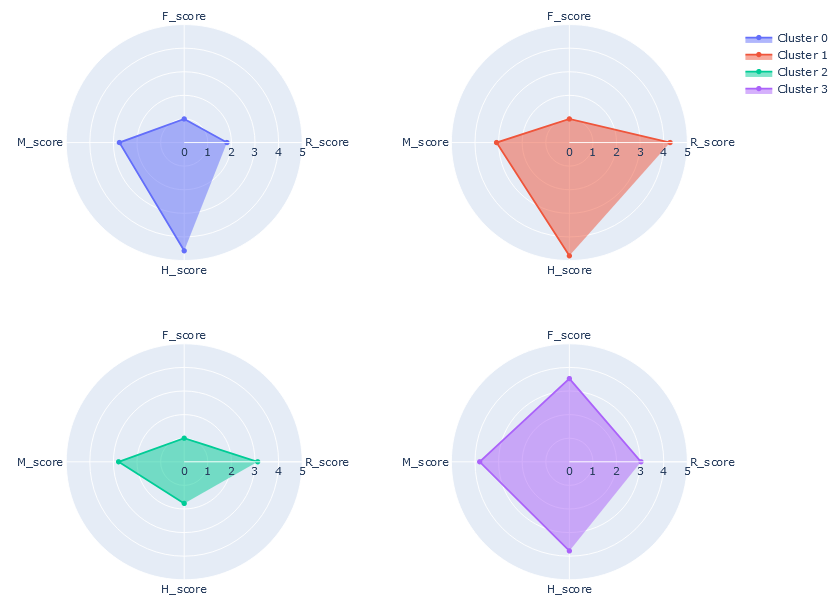 F_score
M_score
0 1 2 3 4 5
R_score
H_score
F_score
M_score
0 1 2 3 4 5
R_score
H_score
Cluster 0
Cluster 1
Cluster 2
Cluster 3
F_score
M_score
0 1 2 3 4 5
R_score
H_score
F_score
M_score
0 1 2 3 4 5
R_score
H_score